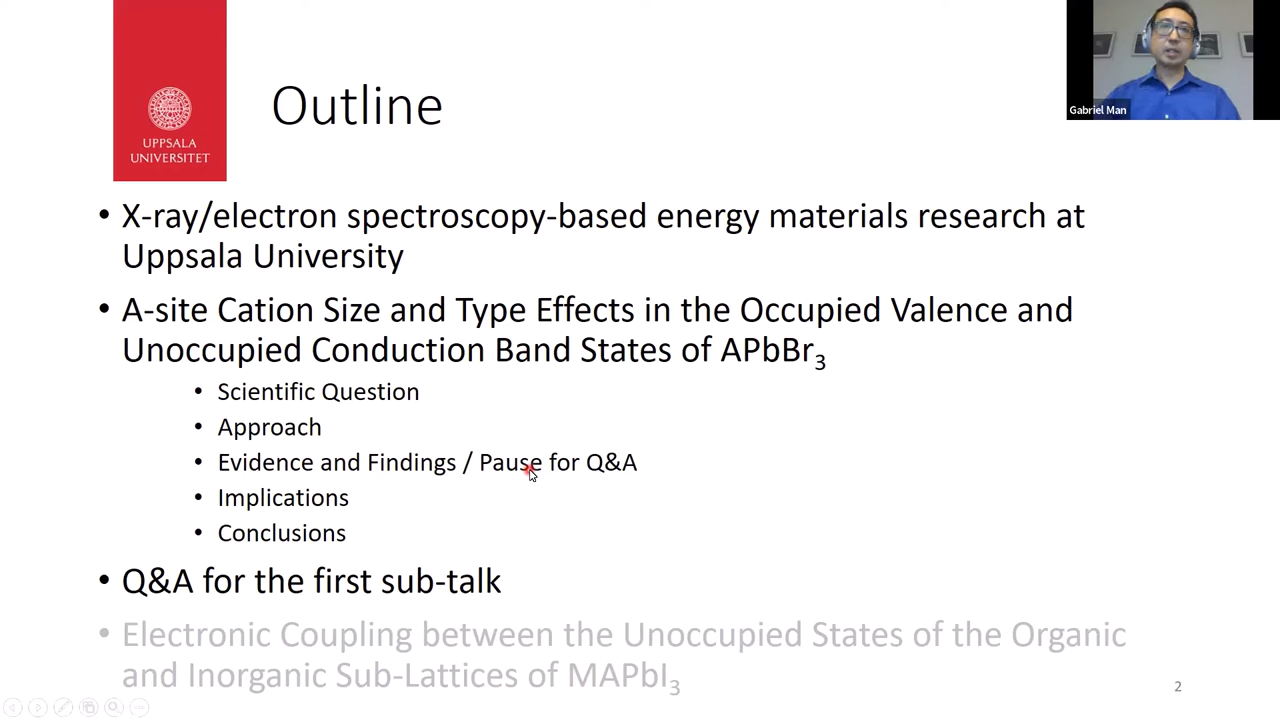 Outline
UPPSALA
UNIVERSITET
Gabriel Man
• X-ray/electron spectroscopy-based energy materials research at
Uppsala University
• A-site Cation Size and Type Effects in the Occupied Valence and
Unoccupied Conduction Band States of APbBr₃
• Scientific Question
• Approach
• Evidence and Findings / Pause for Q&A
• Implications
• Conclusions
• Q&A for the first sub-talk
• Electronic Coupling between the Unoccupied States of the Organic
and Inorganic Sub-Lattices of MAPbI₃
2